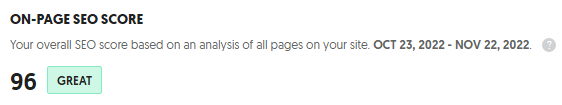 ON-PAGE SEO SCORE
Your overall SEO score based on an analysis of all pages on your site. OCT 23, 2022 - NOV 22, 2022. ?
96 GREAT